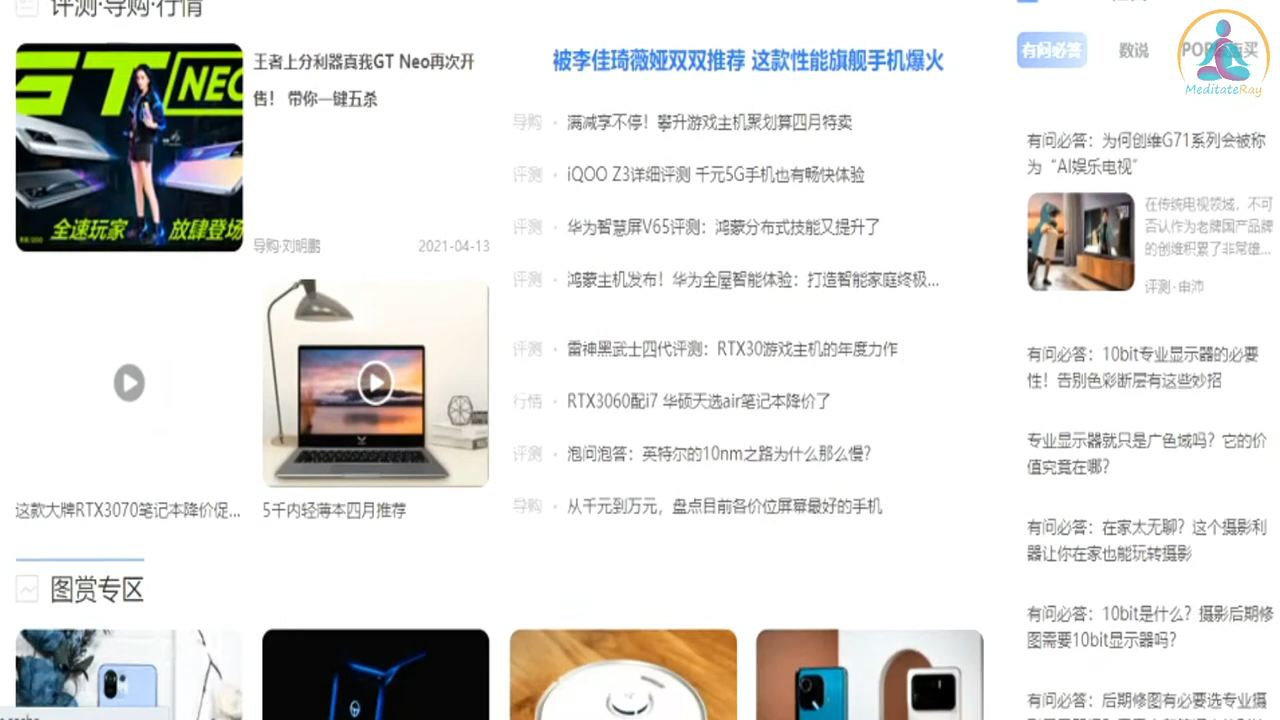 评测·导购·行情
GT NEO
全速玩家 放肆登场
王者上分利器真我GT Neo再次开
售! 带你一键五杀
导购·刘明鹏 2021-04-13
这款大牌RTX3070笔记本降价促...
5千内轻薄本四月推荐
被李佳琦薇娅双双推荐 这款性能旗舰手机爆火
导购 · 满减享不停！攀升游戏主机聚划算四月特卖
评测 · iQOO Z3详细评测 千元5G手机也有畅快体验
评测 · 华为智慧屏V65评测：鸿蒙分布式技能又提升了
评测 · 鸿蒙主机发布！华为全屋智能体验：打造智能家庭终极...
评测 · 雷神黑武士四代评测：RTX30游戏主机的年度力作
行情 · RTX3060配i7 华硕天选air笔记本降价了
评测 · 泡问泡答：英特尔的10nm之路为什么那么慢?
导购 · 从千元到万元，盘点目前各价位屏幕最好的手机
图赏专区
有问必答 数说
MeditateRay
有问必答：为何创维G71系列会被称
为“AI娱乐电视”
在传统电视领域，不可
否认作为老牌国产品牌
的创维积累了非常雄...
评测·申沛
有问必答：10bit专业显示器的必要
性！告别色彩断层有这些妙招
专业显示器就只是广色域吗？它的价
值究竟在哪？
有问必答：在家太无聊？这个摄影利
器让你在家也能玩转摄影
有问必答：10bit是什么？摄影后期修
图需要10bit显示器吗？
有问必答：后期修图有必要选专业摄